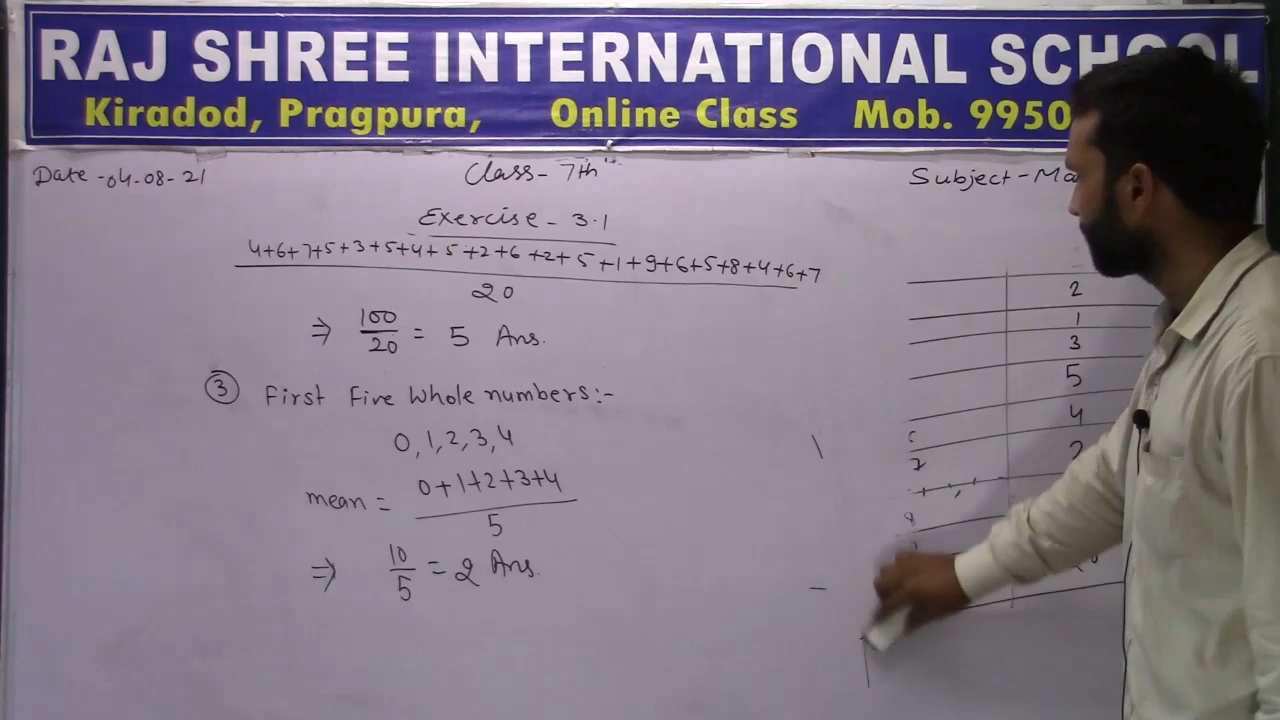 RAJ SHREE INTERNATIONAL SCHOOL
Kiradod, Pragpura, Online Class Mob. 9950
Date -04-08-21
Class- 7th
Subject-Ma
Exercise - 3.1
4+6+7+5+3+5+4+5+2+6+2+5+1+9+6+5+8+4+6+7
20
⇒ 100/20 = 5 Ans.
③ First Five Whole numbers:-
0, 1, 2, 3, 4
mean = 0+1+2+3+4
5
⇒ 10/5 = 2 Ans.
2
1
3
5
4
2